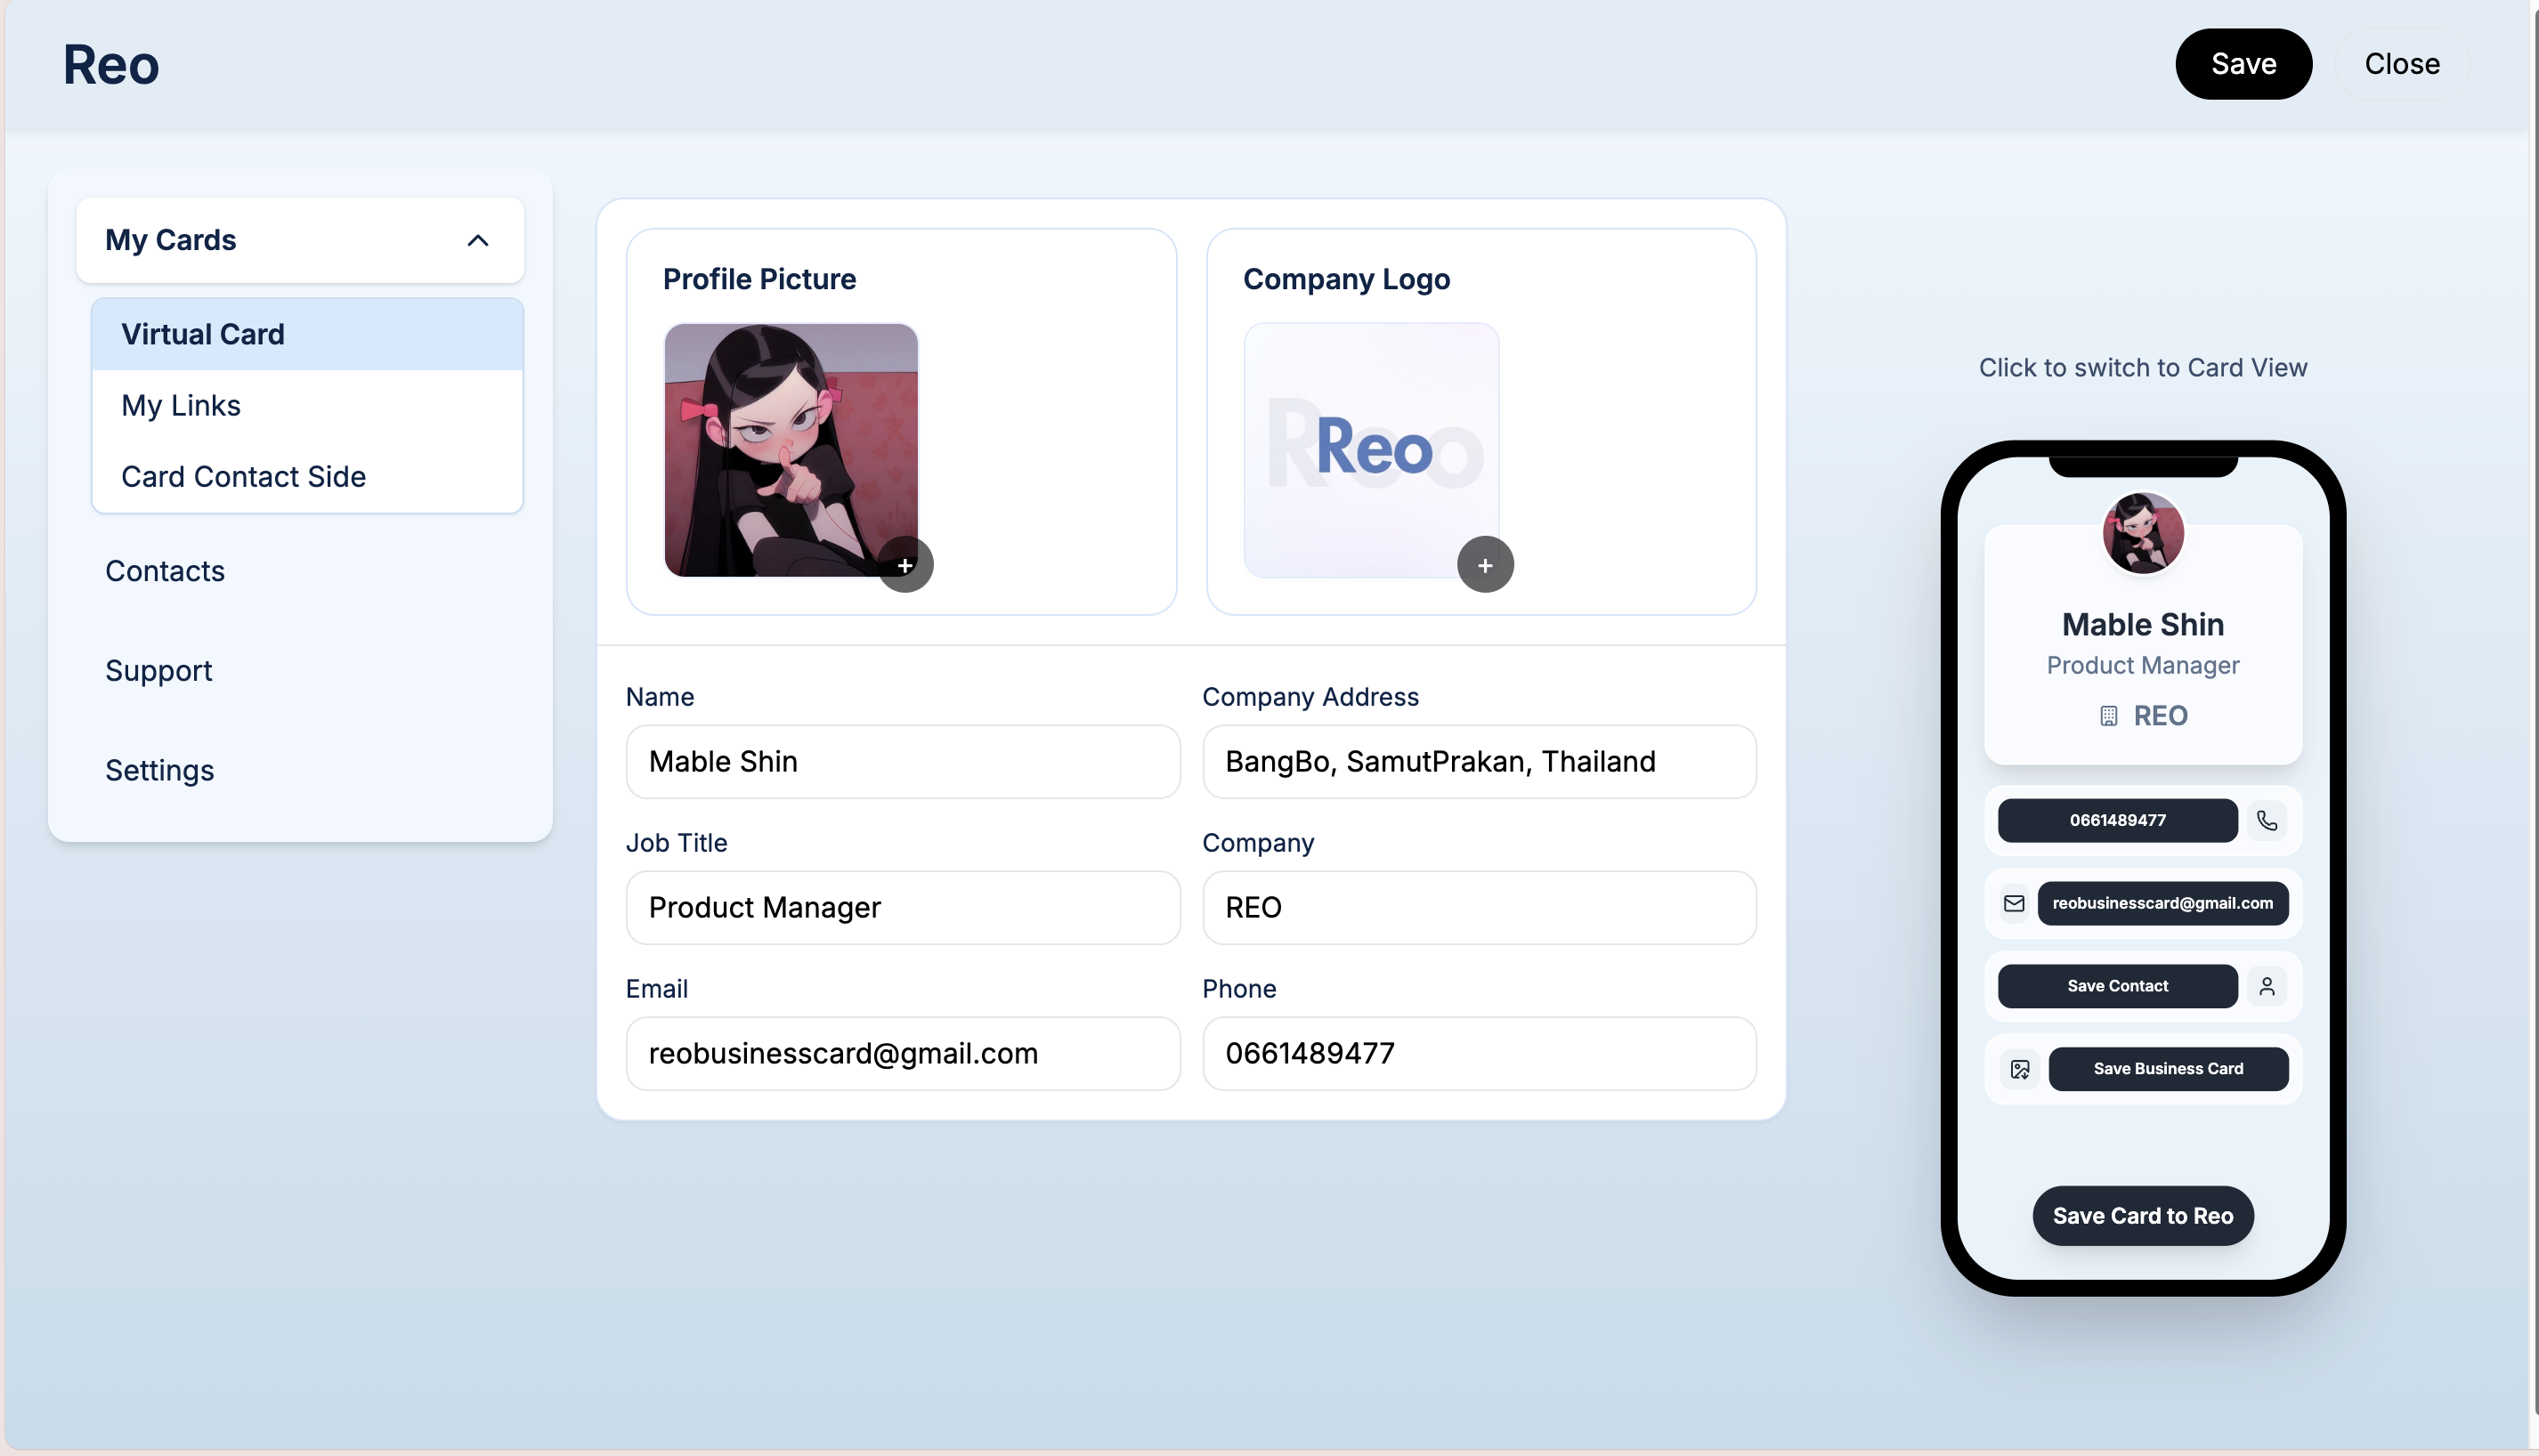 Reo
Save
Close
My Cards
Virtual Card
My Links
Card Contact Side
Contacts
Support
Settings
Profile Picture
Company Logo
Reo
Reo
+
+
Name
Mable Shin
Company Address
BangBo, SamutPrakan, Thailand
Job Title
Product Manager
Company
REO
Email
reobusinesscard@gmail.com
Phone
0661489477
Click to switch to Card View
Mable Shin
Product Manager
REO
0661489477
reobusinesscard@gmail.com
Save Contact
Save Business Card
Save Card to Reo